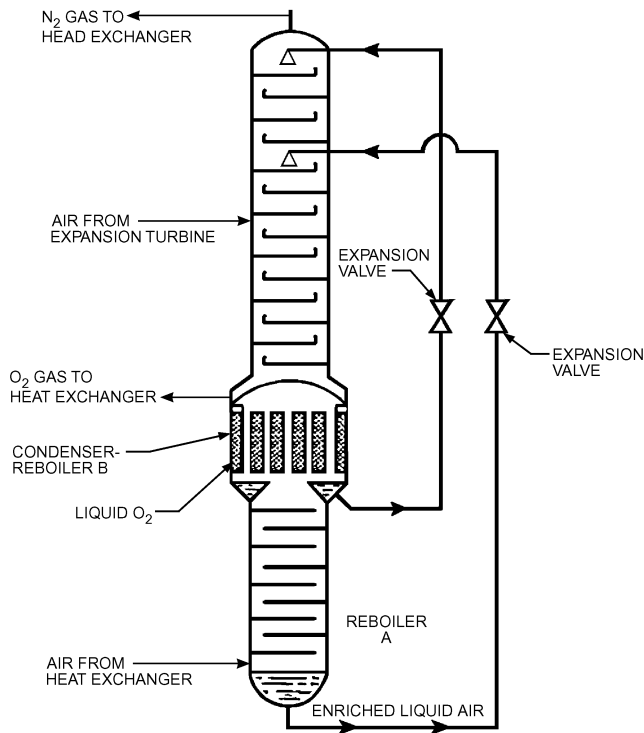 N₂ GAS TO
HEAD EXCHANGER
AIR FROM
EXPANSION TURBINE
EXPANSION
VALVE
EXPANSION
VALVE
O₂ GAS TO
HEAT EXCHANGER
CONDENSER-
REBOILER B
LIQUID O₂
REBOILER
A
AIR FROM
HEAT EXCHANGER
ENRICHED LIQUID AIR